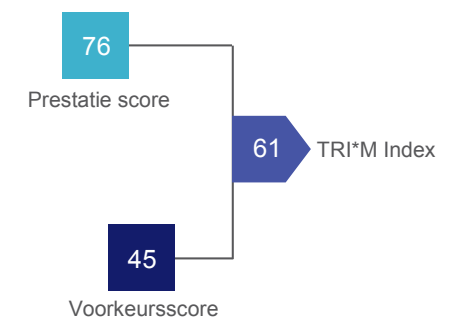 76
Prestatie score
61
TRI*M Index
45
Voorkeursscore